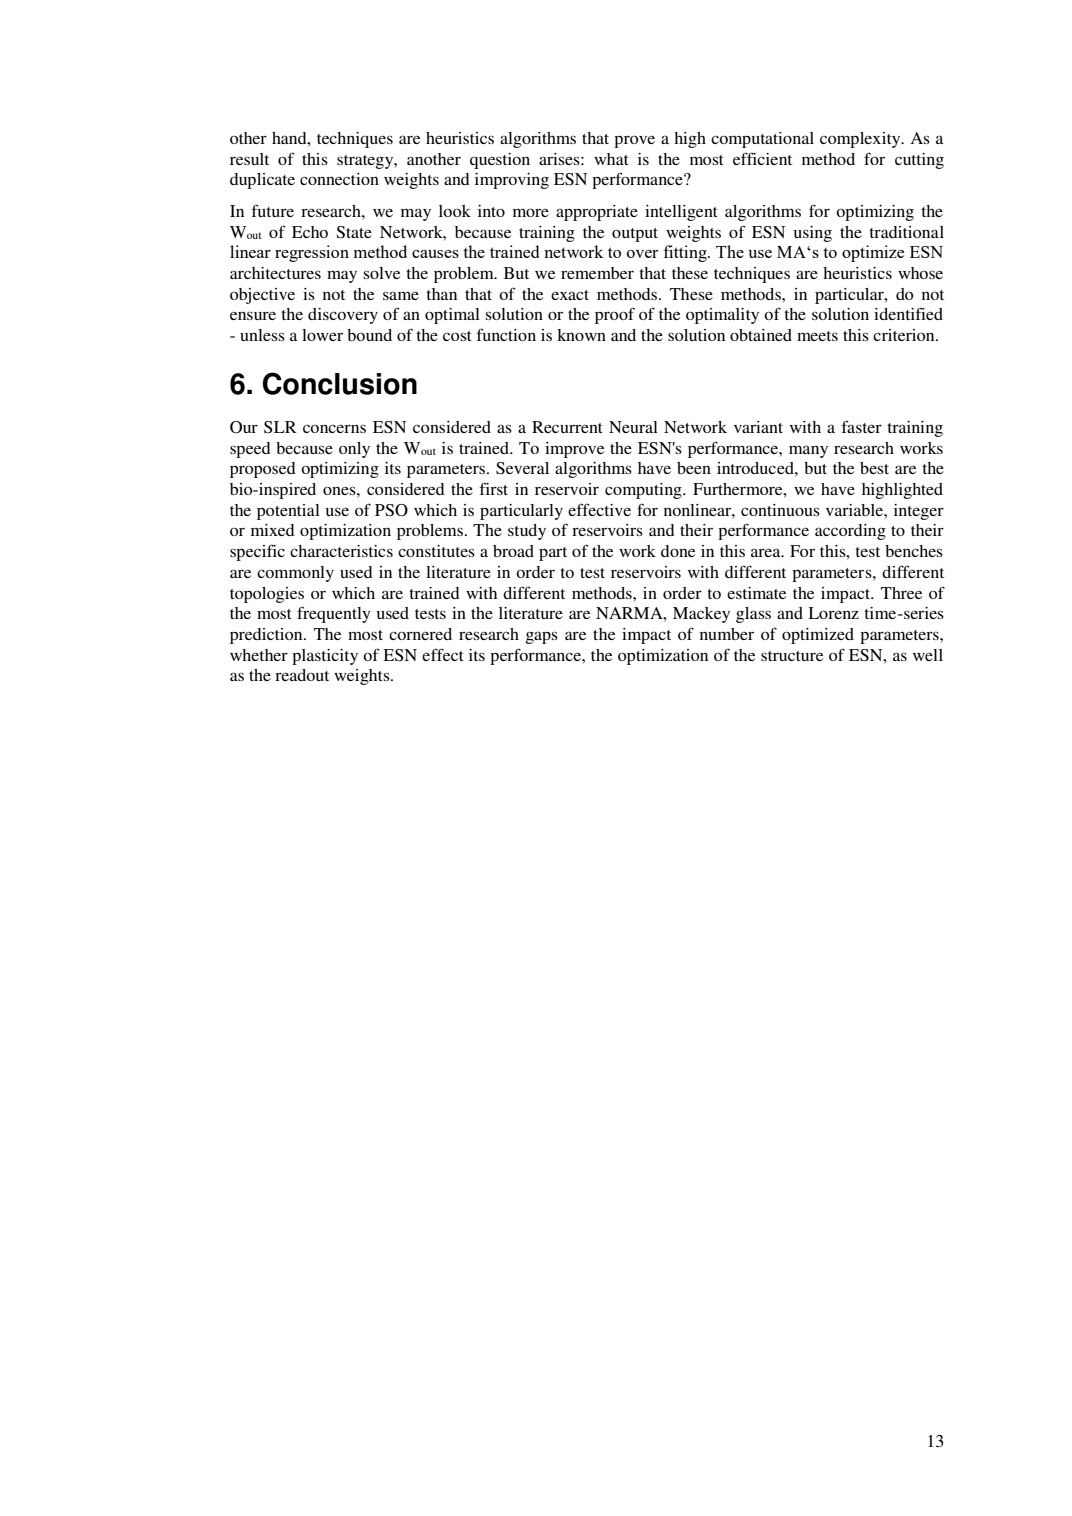 other hand, techniques are heuristics algorithms that prove a high computational complexity. As a
result of this strategy, another question arises: what is the most efficient method for cutting
duplicate connection weights and improving ESN performance?
In future research, we may look into more appropriate intelligent algorithms for optimizing the
Wout of Echo State Network, because training the output weights of ESN using the traditional
linear regression method causes the trained network to over fitting. The use MA‘s to optimize ESN
architectures may solve the problem. But we remember that these techniques are heuristics whose
objective is not the same than that of the exact methods. These methods, in particular, do not
ensure the discovery of an optimal solution or the proof of the optimality of the solution identified
- unless a lower bound of the cost function is known and the solution obtained meets this criterion.
6. Conclusion
Our SLR concerns ESN considered as a Recurrent Neural Network variant with a faster training
speed because only the Wout is trained. To improve the ESN's performance, many research works
proposed optimizing its parameters. Several algorithms have been introduced, but the best are the
bio-inspired ones, considered the first in reservoir computing. Furthermore, we have highlighted
the potential use of PSO which is particularly effective for nonlinear, continuous variable, integer
or mixed optimization problems. The study of reservoirs and their performance according to their
specific characteristics constitutes a broad part of the work done in this area. For this, test benches
are commonly used in the literature in order to test reservoirs with different parameters, different
topologies or which are trained with different methods, in order to estimate the impact. Three of
the most frequently used tests in the literature are NARMA, Mackey glass and Lorenz time-series
prediction. The most cornered research gaps are the impact of number of optimized parameters,
whether plasticity of ESN effect its performance, the optimization of the structure of ESN, as well
as the readout weights.
13